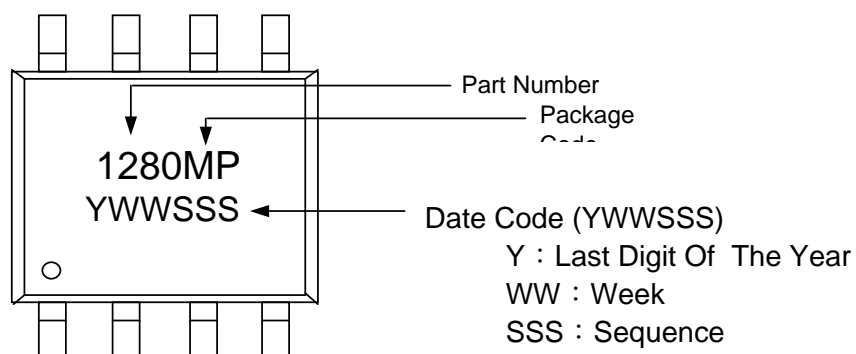 Part Number
Package
1280MP
YWWSSS
Date Code (YWWSSS)
Y：Last Digit Of The Year
WW：Week
SSS：Sequence